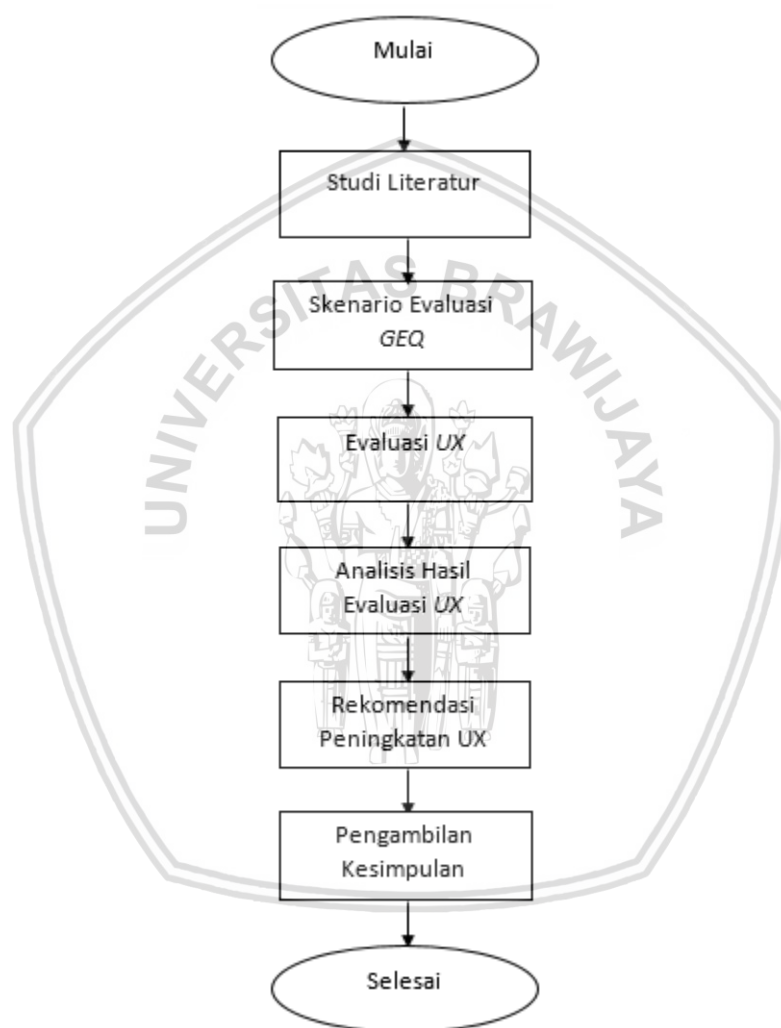 Mulai
Studi Literatur
UNIVERSITAS BRAWIJAYA
Skenario Evaluasi
GEQ
Evaluasi UX
Analisis Hasil
Evaluasi UX
Rekomendasi
Peningkatan UX
Pengambilan
Kesimpulan
Selesai